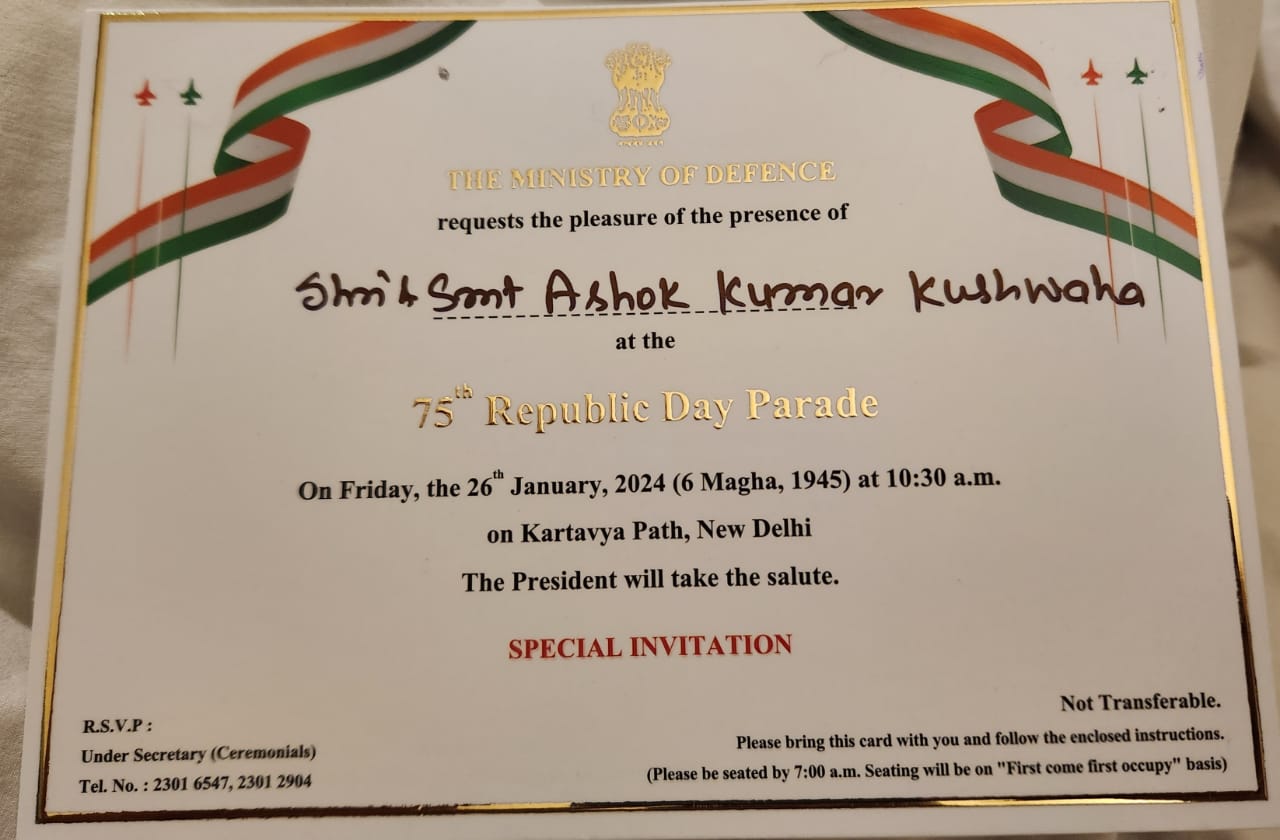 THE MINISTRY OF DEFENCE
requests the pleasure of the presence of
Shri & Smt Ashok Kumar Kushwaha
at the
75th Republic Day Parade
On Friday, the 26th January, 2024 (6 Magha, 1945) at 10:30 a.m.
on Kartavya Path, New Delhi
The President will take the salute.
SPECIAL INVITATION
R.S.V.P :
Under Secretary (Ceremonials)
Tel. No. : 2301 6547, 2301 2904
Not Transferable.
Please bring this card with you and follow the enclosed instructions.
(Please be seated by 7:00 a.m. Seating will be on "First come first occupy" basis)